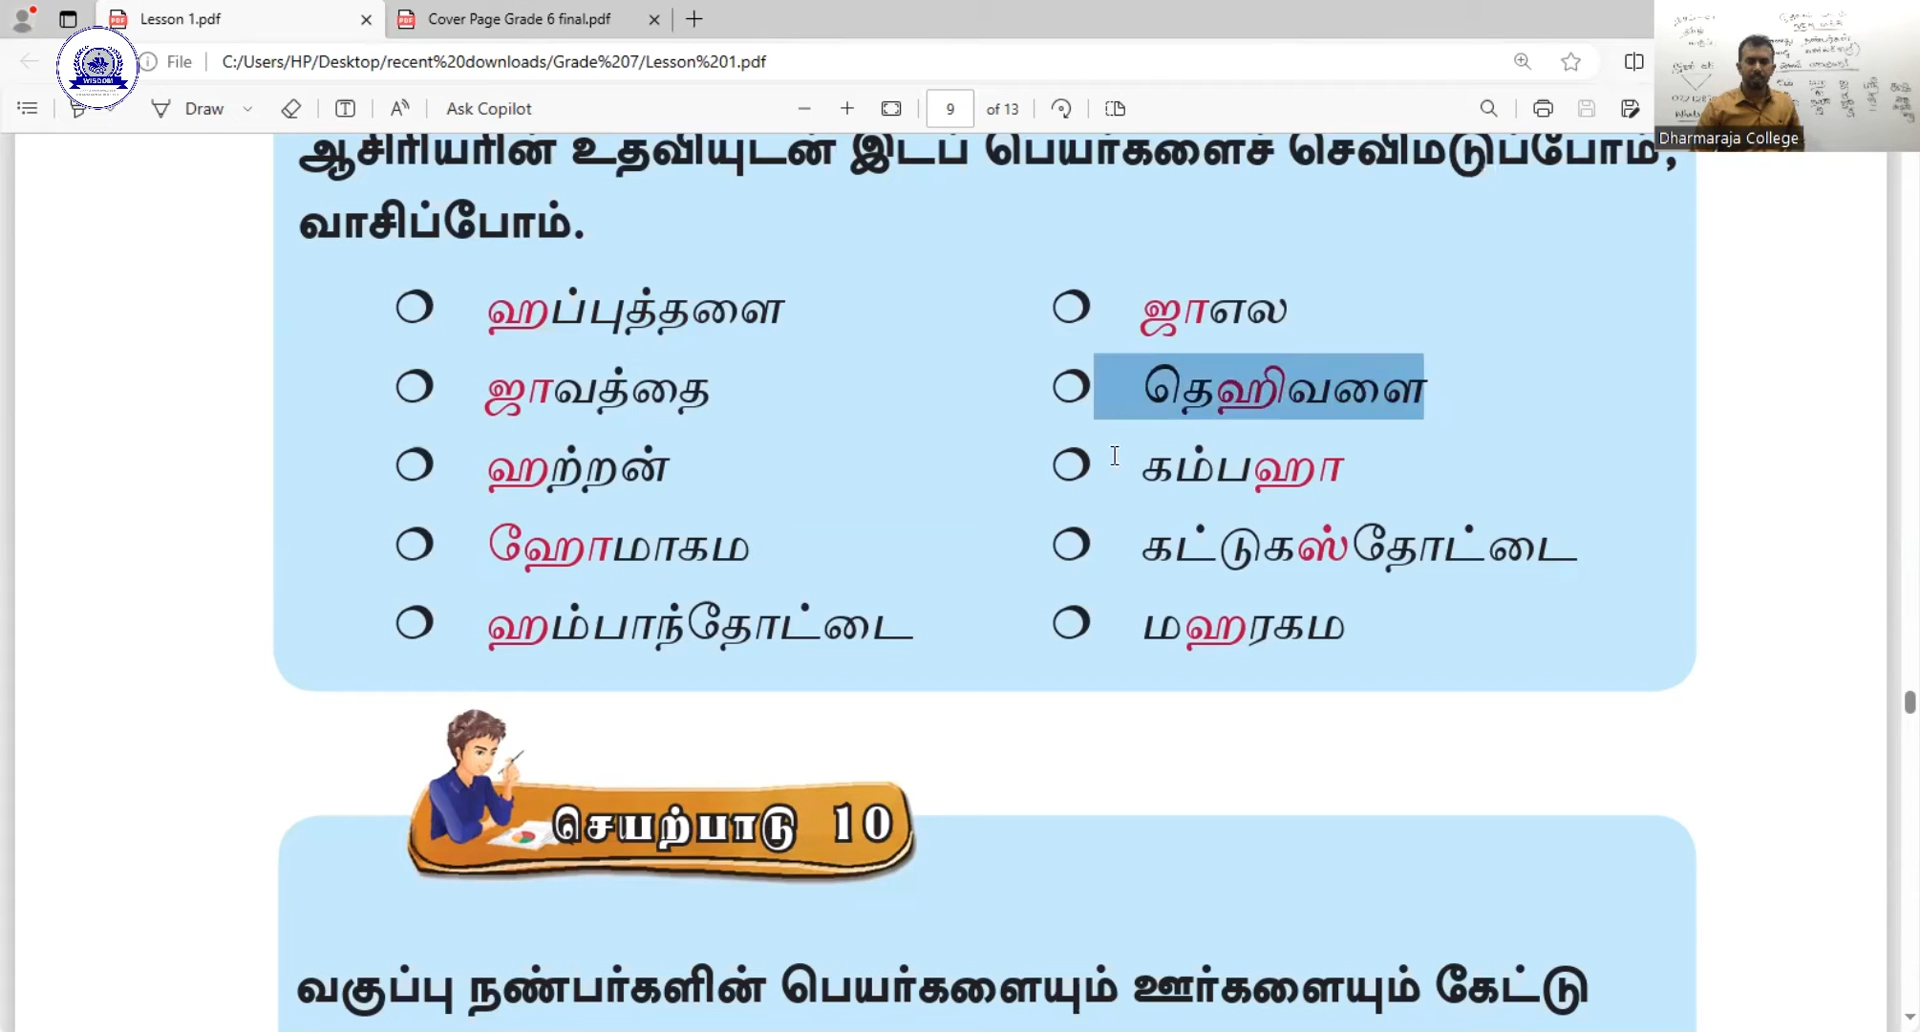 Lesson 1.pdf
Cover Page Grade 6 final.pdf
WISDOM
File
C:/Users/HP/Desktop/recent%20downloads/Grade%207/Lesson%201.pdf
Draw
Ask Copilot
9 of 13
Dharmaraja College
ஆசிரியரின் உதவியுடன் இடப் பெயர்களைச் செவிமடுப்போம்,
வாசிப்போம்.
ஹப்புத்தளை
ஜாஎல
ஜாவத்தை
தெஹிவளை
ஹற்றன்
கம்பஹா
ஹோமாகம
கட்டுகஸ்தோட்டை
ஹம்பாந்தோட்டை
மஹரகம
செயற்பாடு 10
வகுப்பு நண்பர்களின் பெயர்களையும் ஊர்களையும் கேட்டு